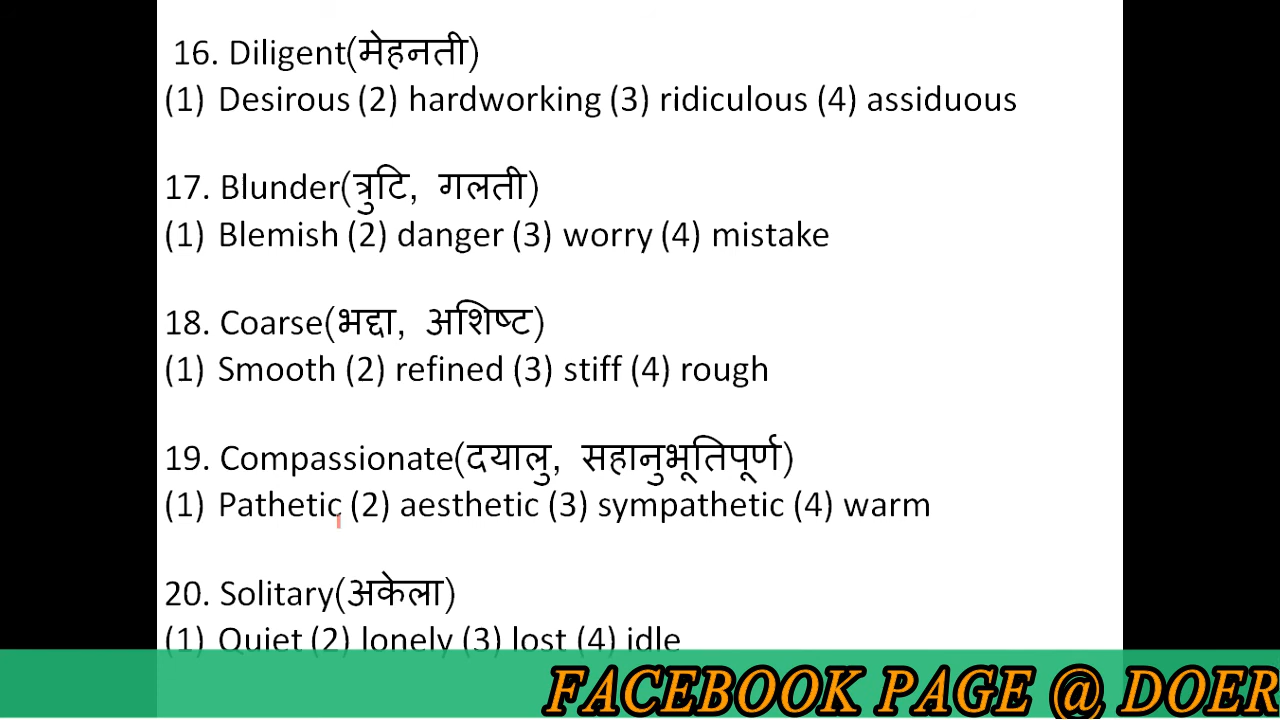 16. Diligent(मेहनती)
(1) Desirous (2) hardworking (3) ridiculous (4) assiduous
17. Blunder(त्रुटि, गलती)
(1) Blemish (2) danger (3) worry (4) mistake
18. Coarse(भद्दा, अशिष्ट)
(1) Smooth (2) refined (3) stiff (4) rough
19. Compassionate(दयालु, सहानुभूतिपूर्ण)
(1) Pathetic (2) aesthetic (3) sympathetic (4) warm
20. Solitary(अकेला)
(1) Quiet (2) lonely (3) lost (4) idle
FACEBOOK PAGE @ DOER